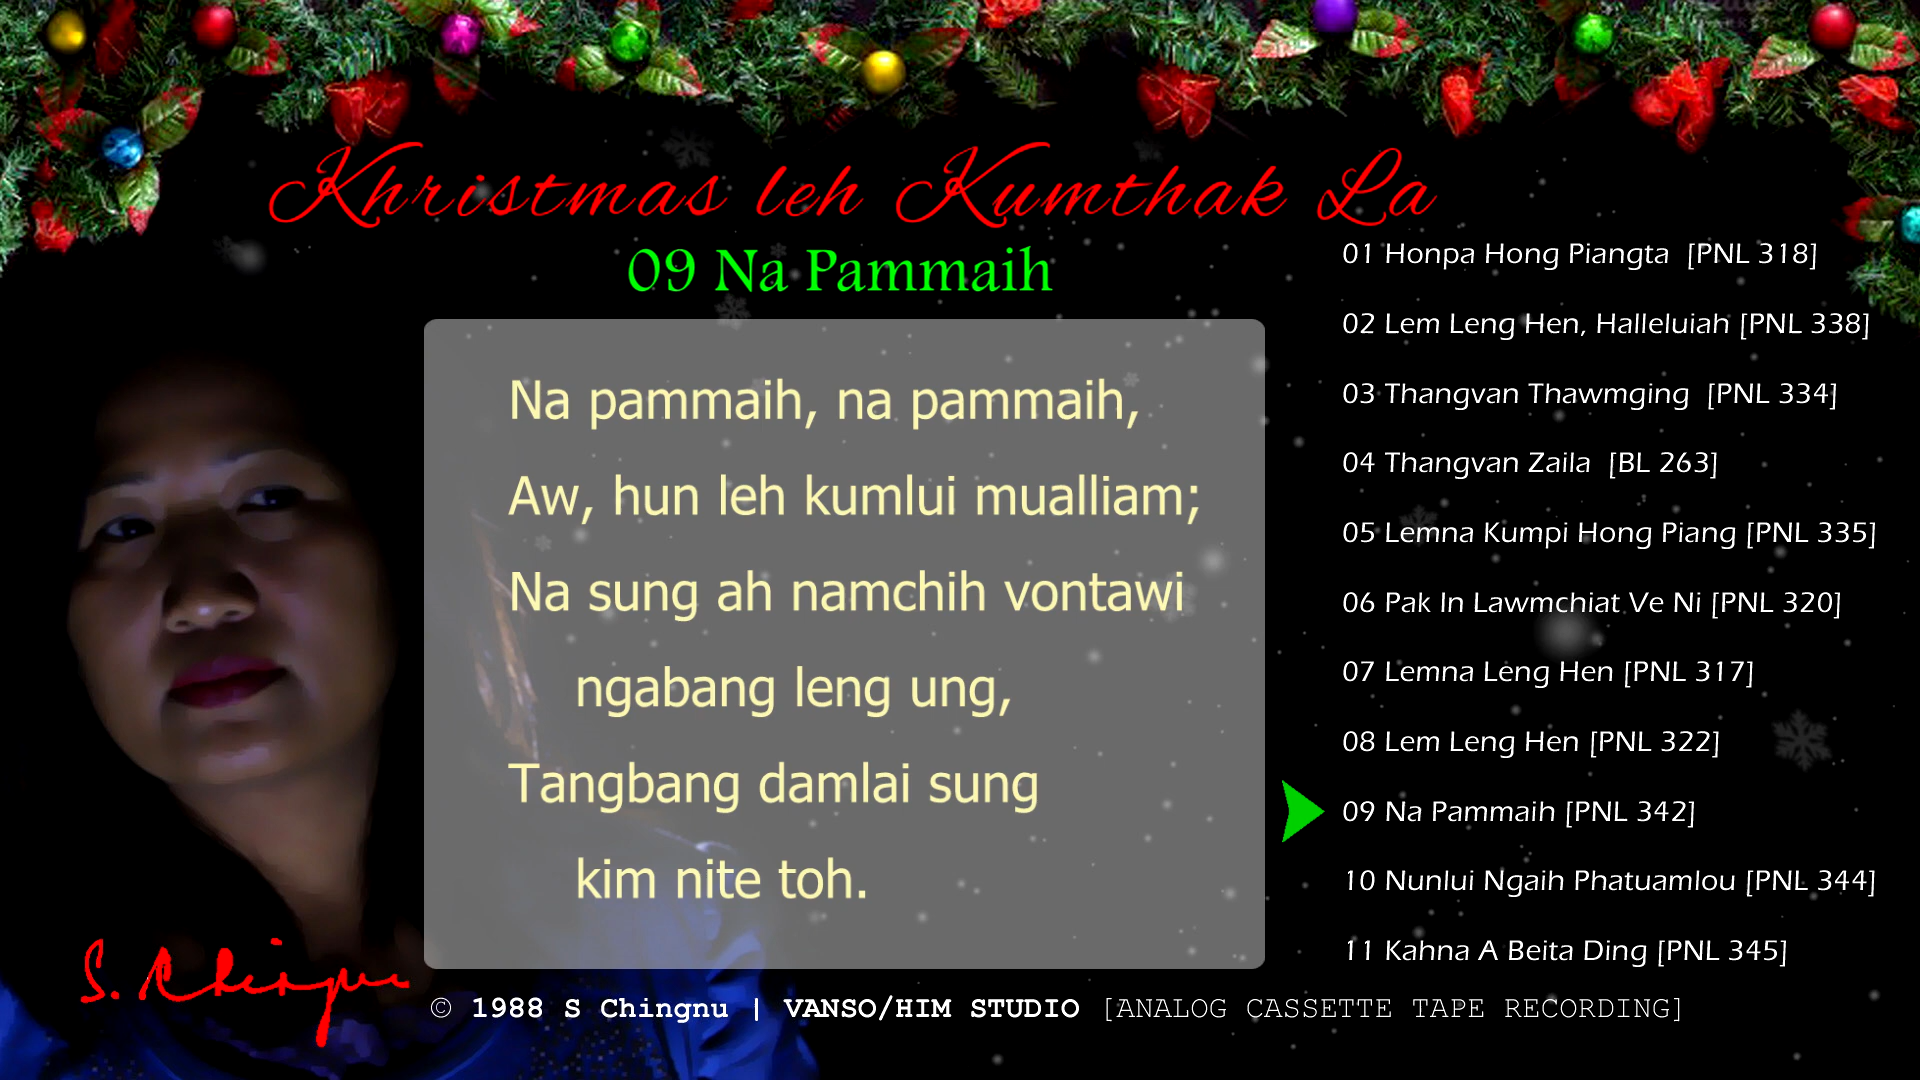 Khristmas leh Kumthak La
09 Na Pammaih
Na pammaih, na pammaih,
Aw, hun leh kumlui mualliam;
Na sung ah namchih vontawi
ngabang leng ung,
Tangbang damlai sung
kim nite toh.
01 Honpa Hong Piangta [PNL 318]
02 Lem Leng Hen, Halleluiah [PNL 338]
03 Thangvan Thawmging [PNL 334]
04 Thangvan Zaila [BL 263]
05 Lemna Kumpi Hong Piang [PNL 335]
06 Pak In Lawmchiat Ve Ni [PNL 320]
07 Lemna Leng Hen [PNL 317]
08 Lem Leng Hen [PNL 322]
09 Na Pammaih [PNL 342]
10 Nunlui Ngaih Phatuamlou [PNL 344]
11 Kahna A Beita Ding [PNL 345]
S. Chingnu
© 1988 S Chingnu | VANSO/HIM STUDIO [ANALOG CASSETTE TAPE RECORDING]